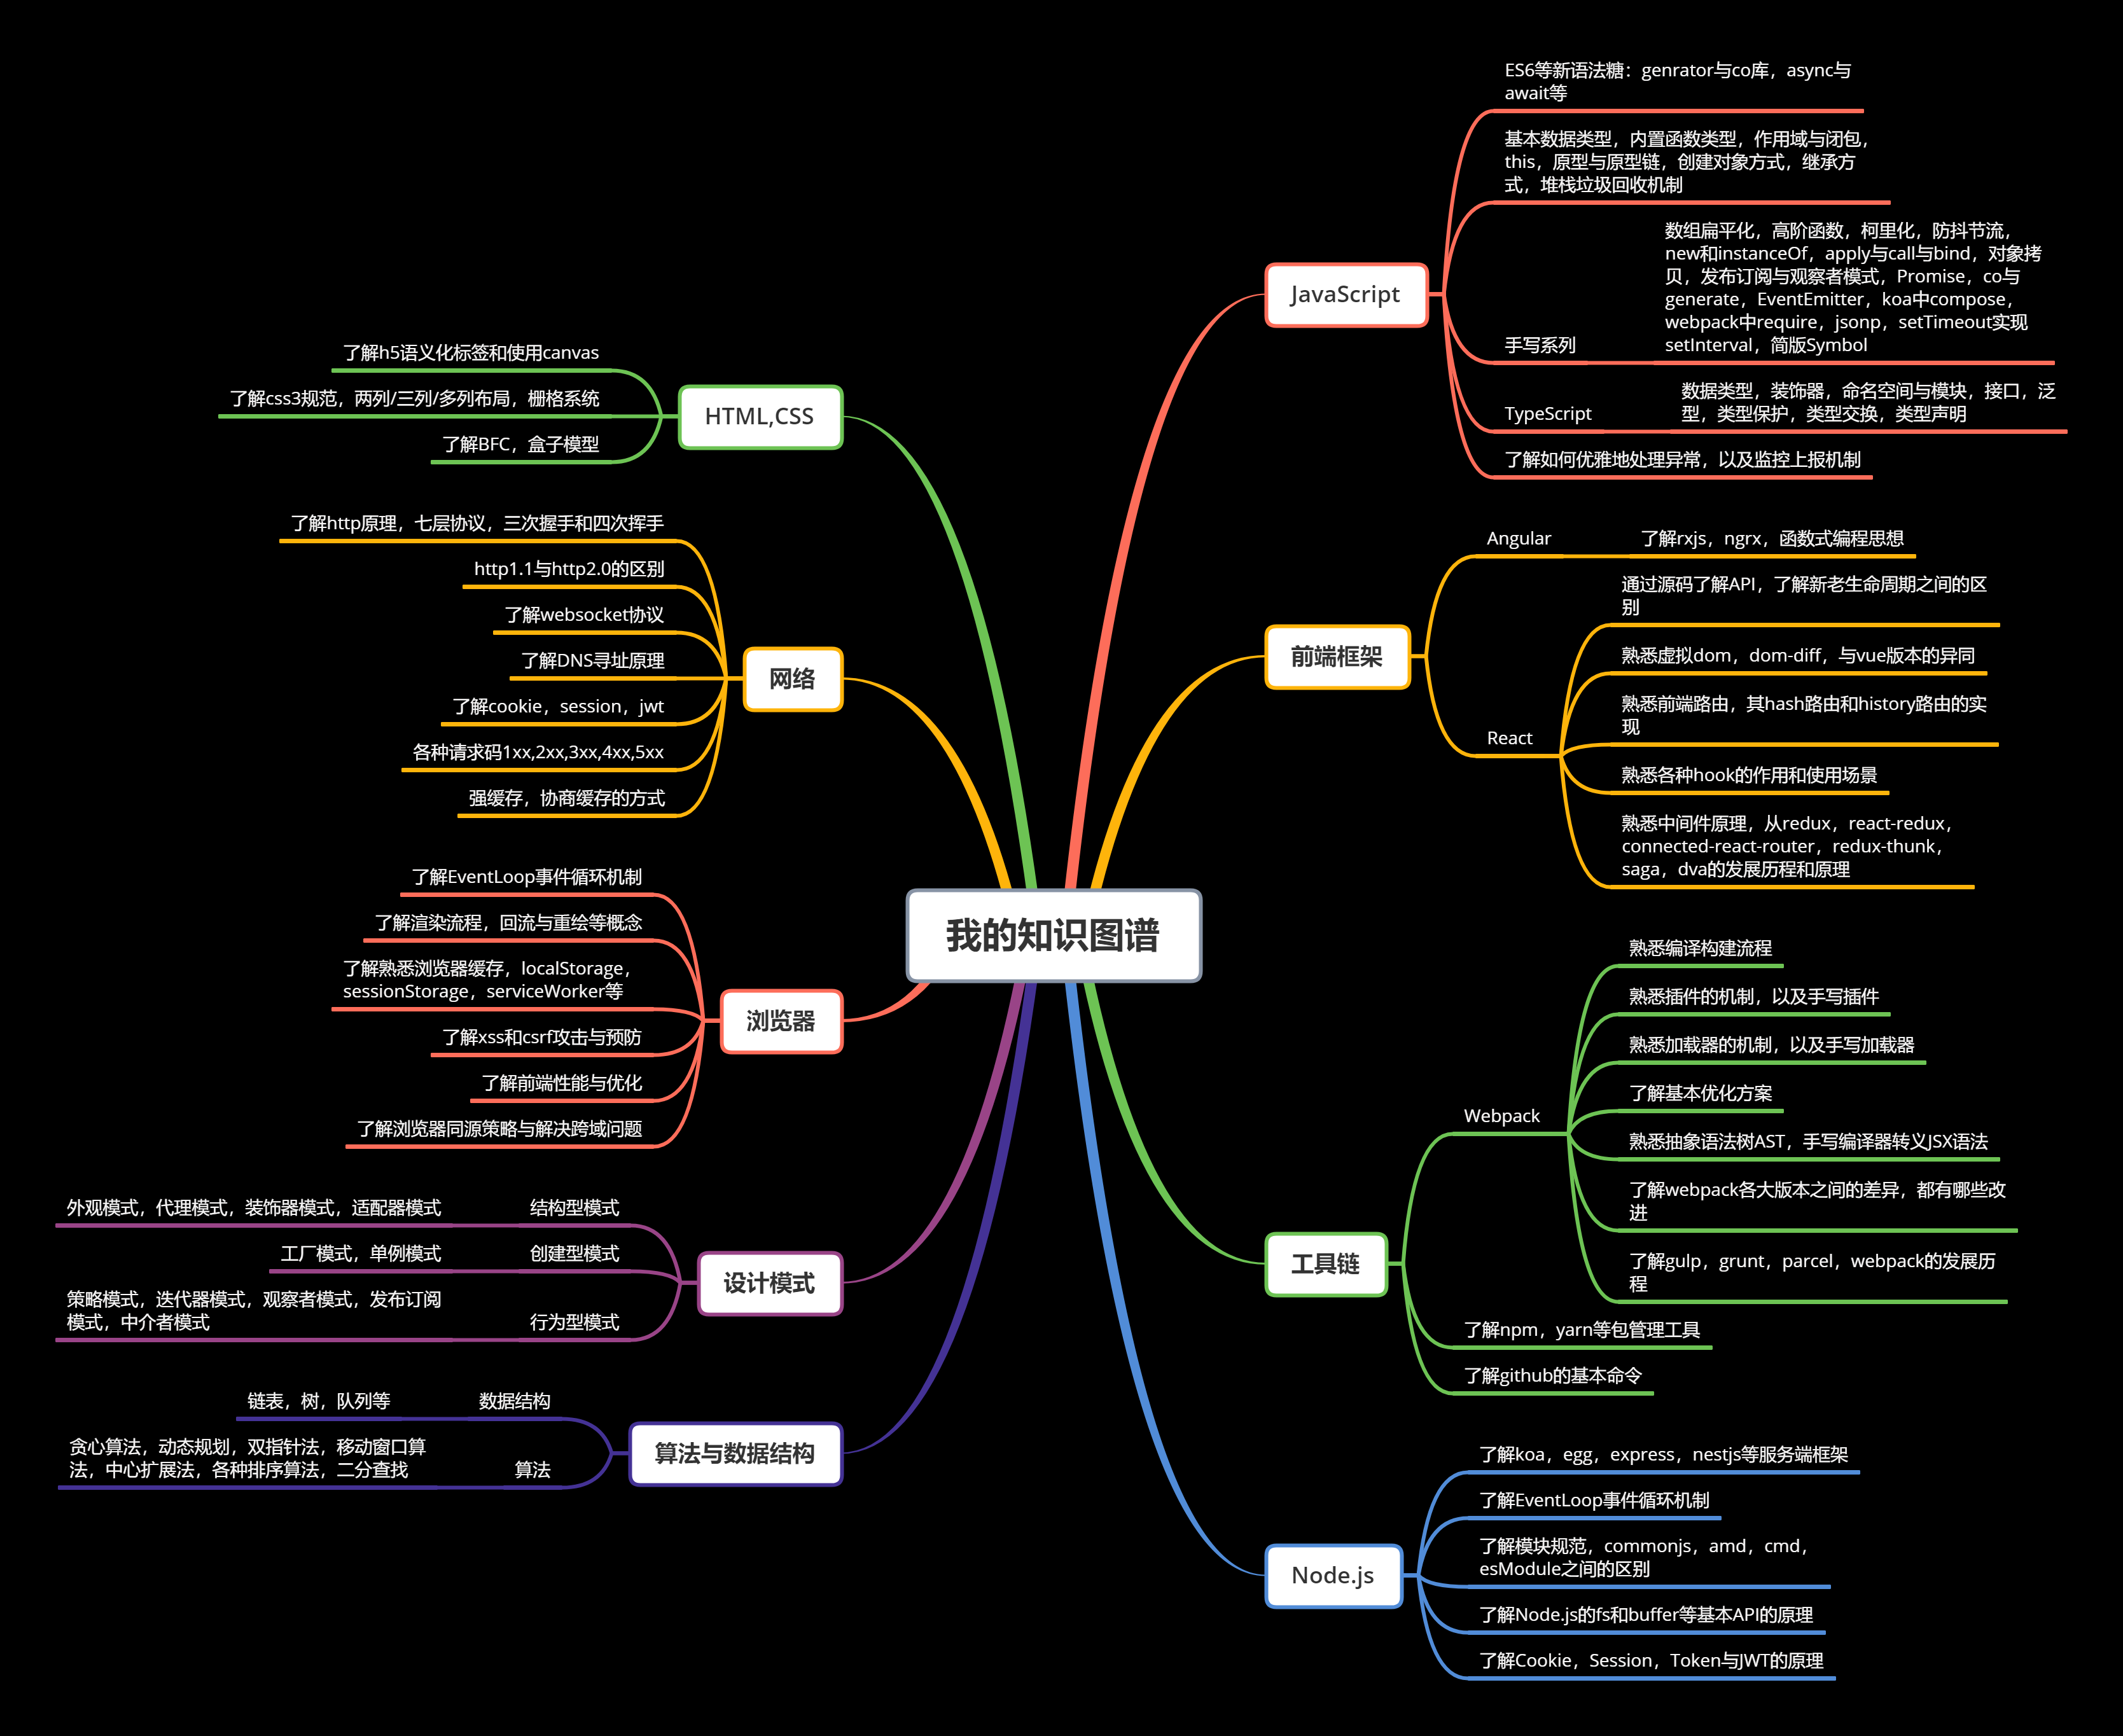 我的知识图谱
JavaScript
ES6等新语法糖：genrator与co库，async与
await等
基本数据类型，内置函数类型，作用域与闭包，
this，原型与原型链，创建对象方式，继承方
式，堆栈垃圾回收机制
手写系列
数组扁平化，高阶函数，柯里化，防抖节流，
new和instanceOf，apply与call与bind，对象拷
贝，发布订阅与观察者模式，Promise，co与
generate，EventEmitter，koa中compose，
webpack中require，jsonp，setTimeout实现
setInterval，简版Symbol
TypeScript
数据类型，装饰器，命名空间与模块，接口，泛
型，类型保护，类型交换，类型声明
了解如何优雅地处理异常，以及监控上报机制
前端框架
Angular
了解rxjs，ngrx，函数式编程思想
React
通过源码了解API，了解新老生命周期之间的区
别
熟悉虚拟dom，dom-diff，与vue版本的异同
熟悉前端路由，其hash路由和history路由的实
现
熟悉各种hook的作用和使用场景
熟悉中间件原理，从redux，react-redux，
connected-react-router，redux-thunk，
saga，dva的发展历程和原理
工具链
Webpack
熟悉编译构建流程
熟悉插件的机制，以及手写插件
熟悉加载器的机制，以及手写加载器
了解基本优化方案
熟悉抽象语法树AST，手写编译器转义JSX语法
了解webpack各大版本之间的差异，都有哪些改
进
了解gulp，grunt，parcel，webpack的发展历
程
了解npm，yarn等包管理工具
了解github的基本命令
Node.js
了解koa，egg，express，nestjs等服务端框架
了解EventLoop事件循环机制
了解模块规范，commonjs，amd，cmd，
esModule之间的区别
了解Node.js的fs和buffer等基本API的原理
了解Cookie，Session，Token与JWT的原理
HTML,CSS
了解h5语义化标签和使用canvas
了解css3规范，两列/三列/多列布局，栅格系统
了解BFC，盒子模型
网络
了解http原理，七层协议，三次握手和四次挥手
http1.1与http2.0的区别
了解websocket协议
了解DNS寻址原理
了解cookie，session，jwt
各种请求码1xx,2xx,3xx,4xx,5xx
强缓存，协商缓存的方式
浏览器
了解EventLoop事件循环机制
了解渲染流程，回流与重绘等概念
了解熟悉浏览器缓存，localStorage，
sessionStorage，serviceWorker等
了解xss和csrf攻击与预防
了解前端性能与优化
了解浏览器同源策略与解决跨域问题
设计模式
结构型模式
外观模式，代理模式，装饰器模式，适配器模式
创建型模式
工厂模式，单例模式
行为型模式
策略模式，迭代器模式，观察者模式，发布订阅
模式，中介者模式
算法与数据结构
数据结构
链表，树，队列等
算法
贪心算法，动态规划，双指针法，移动窗口算
法，中心扩展法，各种排序算法，二分查找